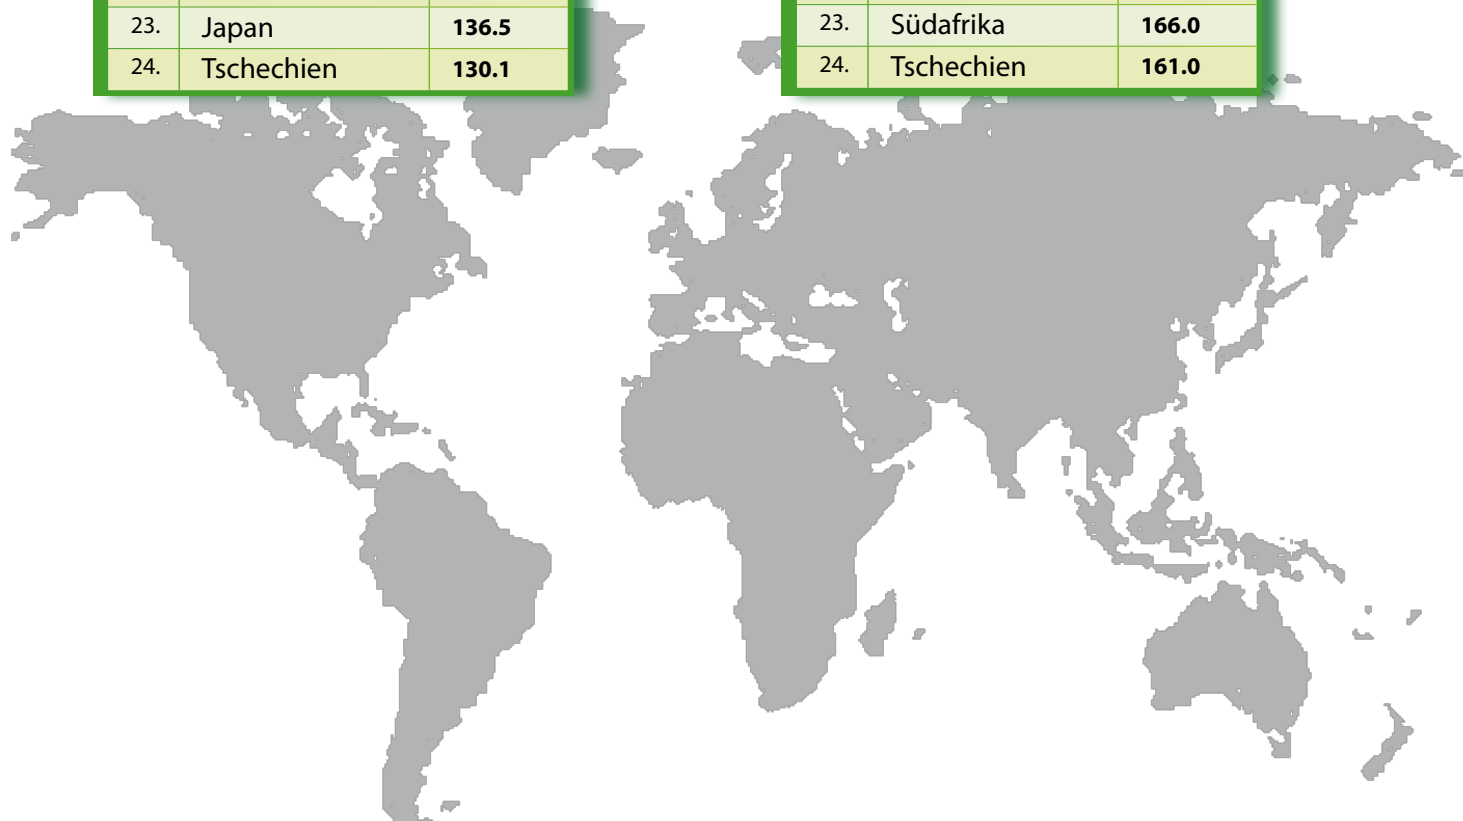 23. Japan 136.5
24. Tschechien 130.1
23. Südafrika 166.0
24. Tschechien 161.0